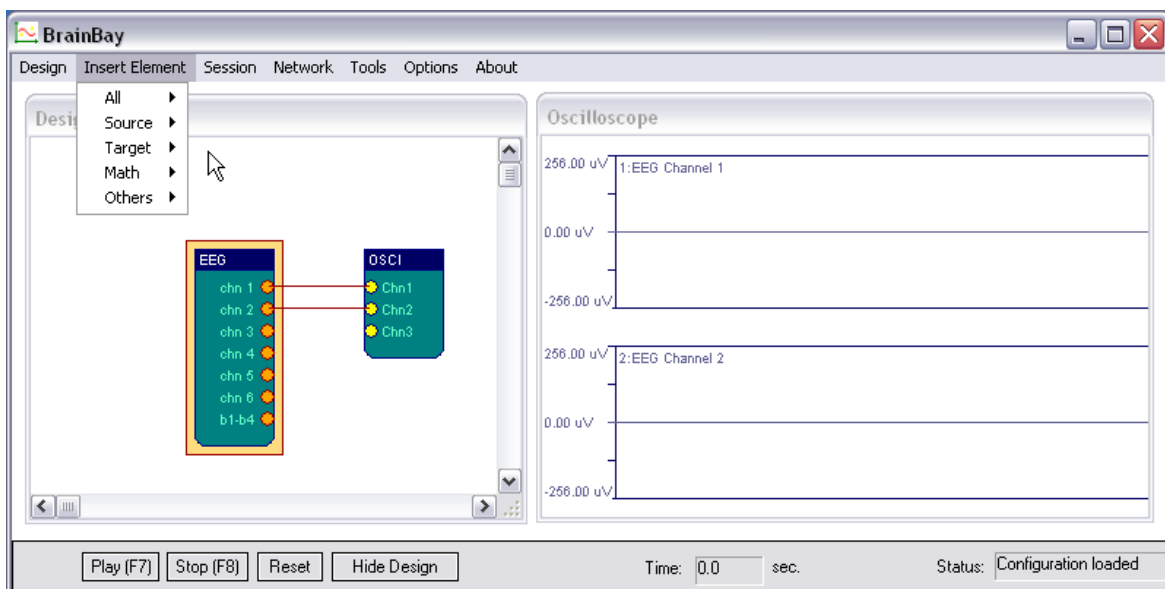 BrainBay
Design Insert Element Session Network Tools Options About
All
Source
Target
Math
Others
Oscilloscope
256.00 uV
1:EEG Channel 1
0.00 uV
-256.00 uV
256.00 uV
2:EEG Channel 2
0.00 uV
-256.00 uV
EEG
chn 1
chn 2
chn 3
chn 4
chn 5
chn 6
b1-b4
OSCI
Chn1
Chn2
Chn3
Play (F7) Stop (F8) Reset Hide Design Time: 0.0 sec. Status: Configuration loaded